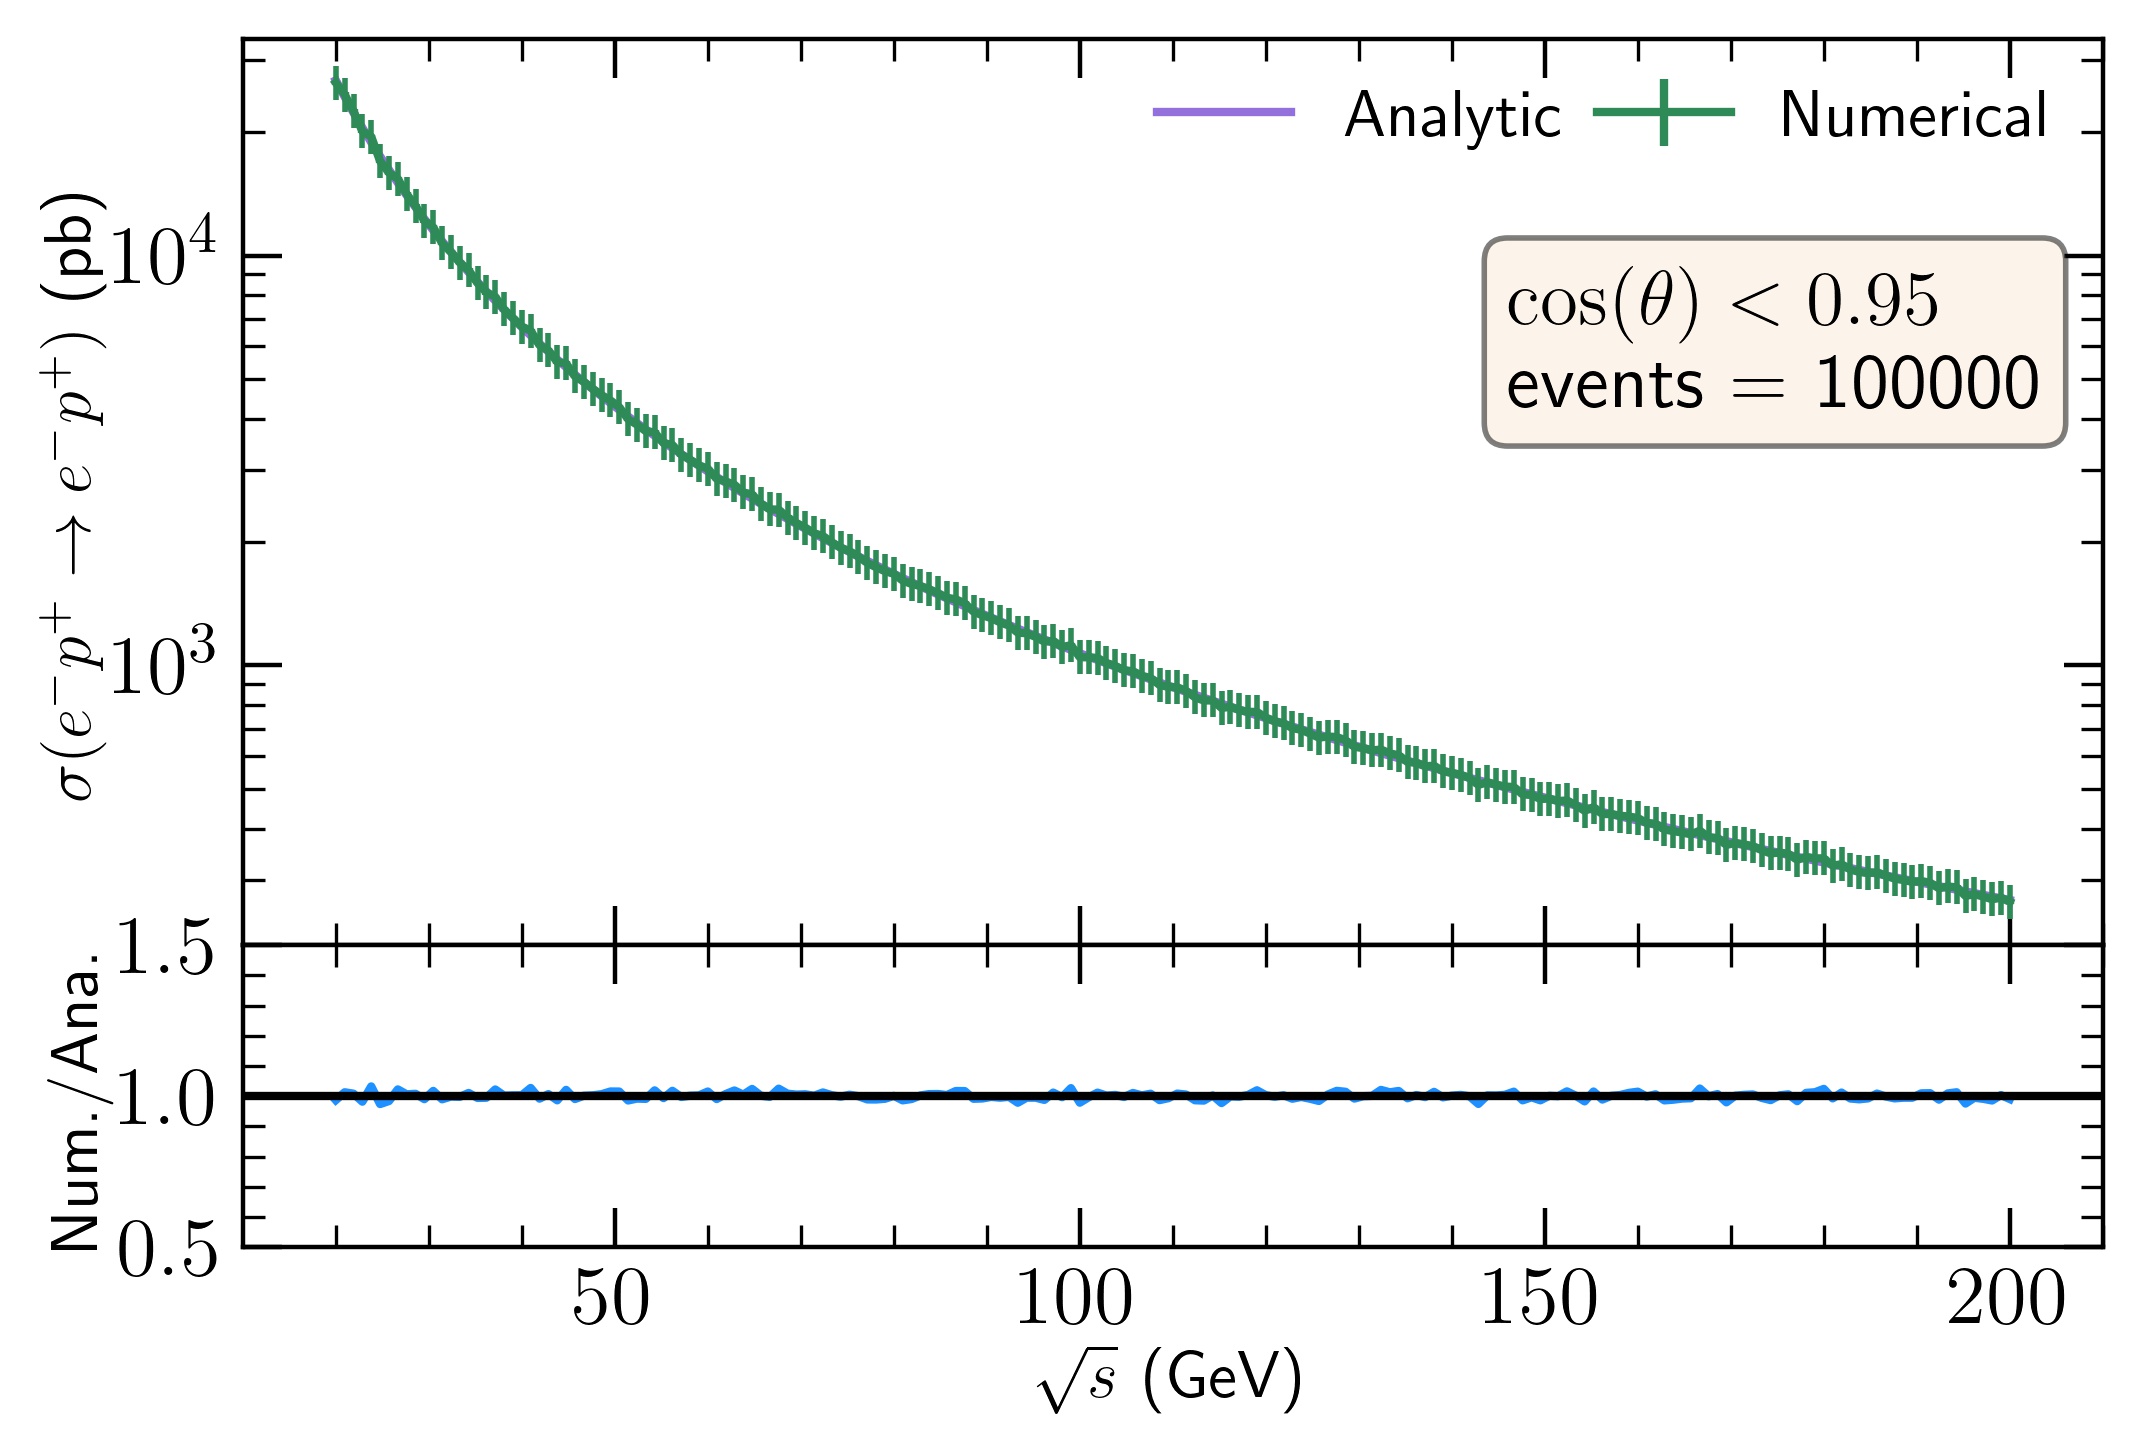 Analytic
Numerical
cos(θ) < 0.95
events = 100000
σ(e⁻p⁺ → e⁻p⁺) (pb)
10⁴
10³
Num./Ana.
1.5
1.0
0.5
50
100
150
200
√s (GeV)